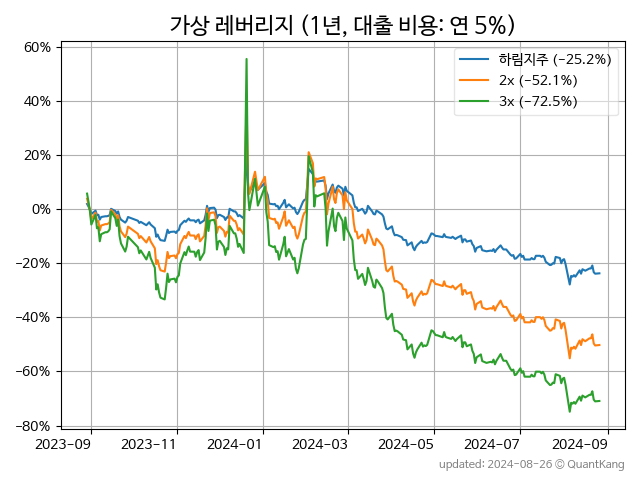 가상 레버리지 (1년, 대출 비용: 연 5%)
하림지주 (-25.2%)
2x (-52.1%)
3x (-72.5%)
60%
40%
20%
0%
-20%
-40%
-60%
-80%
2023-09 2023-11 2024-01 2024-03 2024-05 2024-07 2024-09
updated: 2024-08-26 © QuantKang